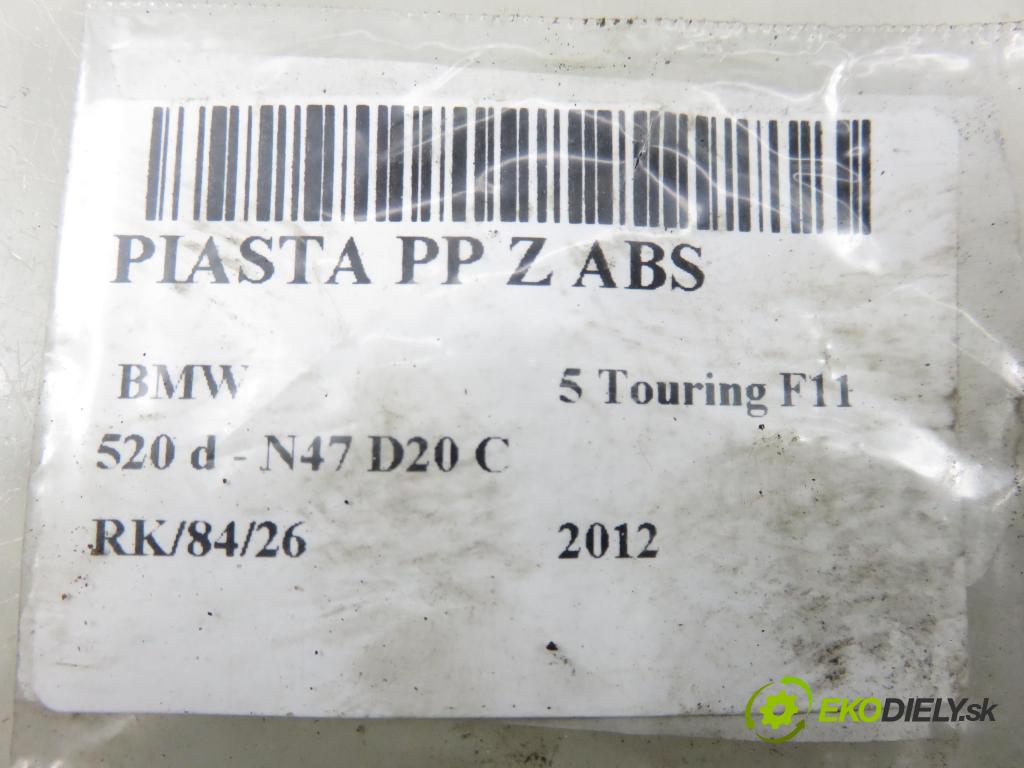 PIASTA PP Z ABS
BMW 5 Touring F11
520 d - N47 D20 C
RK/84/26 2012
EKODIELY.sk